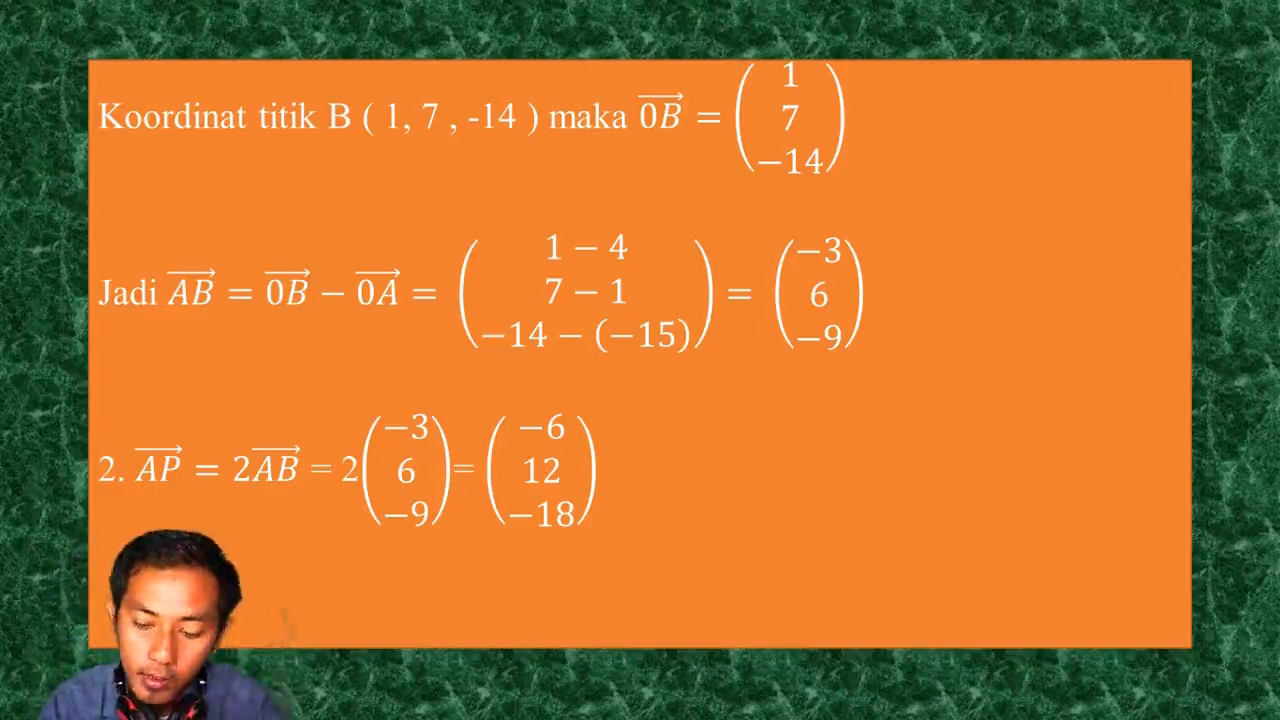 Koordinat titik B ( 1, 7 , -14 ) maka $\overrightarrow{0B} = \begin{pmatrix} 1 \\ 7 \\ -14 \end{pmatrix}$
Jadi $\overrightarrow{AB} = \overrightarrow{0B} - \overrightarrow{0A} = \begin{pmatrix} 1 - 4 \\ 7 - 1 \\ -14 - (-15) \end{pmatrix} = \begin{pmatrix} -3 \\ 6 \\ -9 \end{pmatrix}$
2. $\overrightarrow{AP} = 2\overrightarrow{AB} = 2\begin{pmatrix} -3 \\ 6 \\ -9 \end{pmatrix} = \begin{pmatrix} -6 \\ 12 \\ -18 \end{pmatrix}$